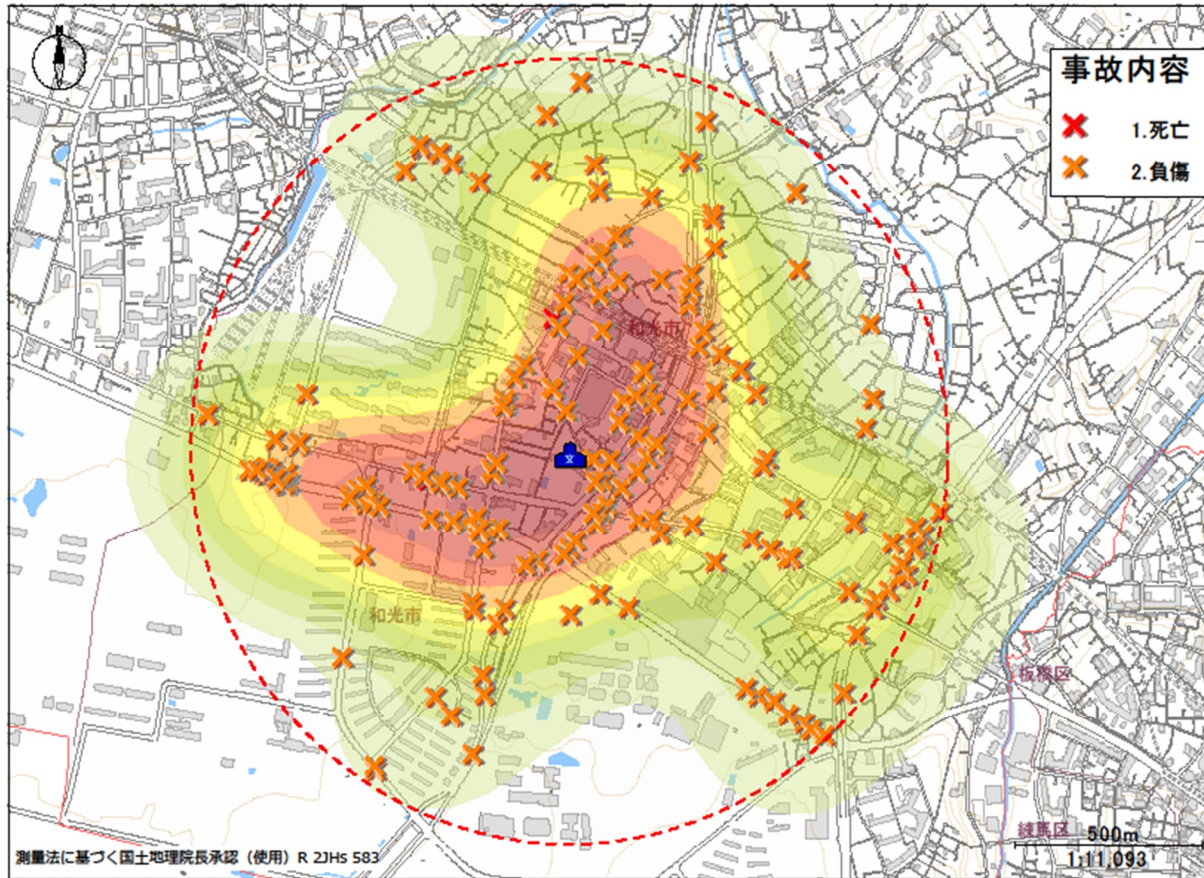 N
事故内容
1.死亡
2.負傷
和光市
文
和光市
板橋区
練馬区
500m
1:11,093
測量法に基づく国土地理院長承認（使用）R 2JHs 583